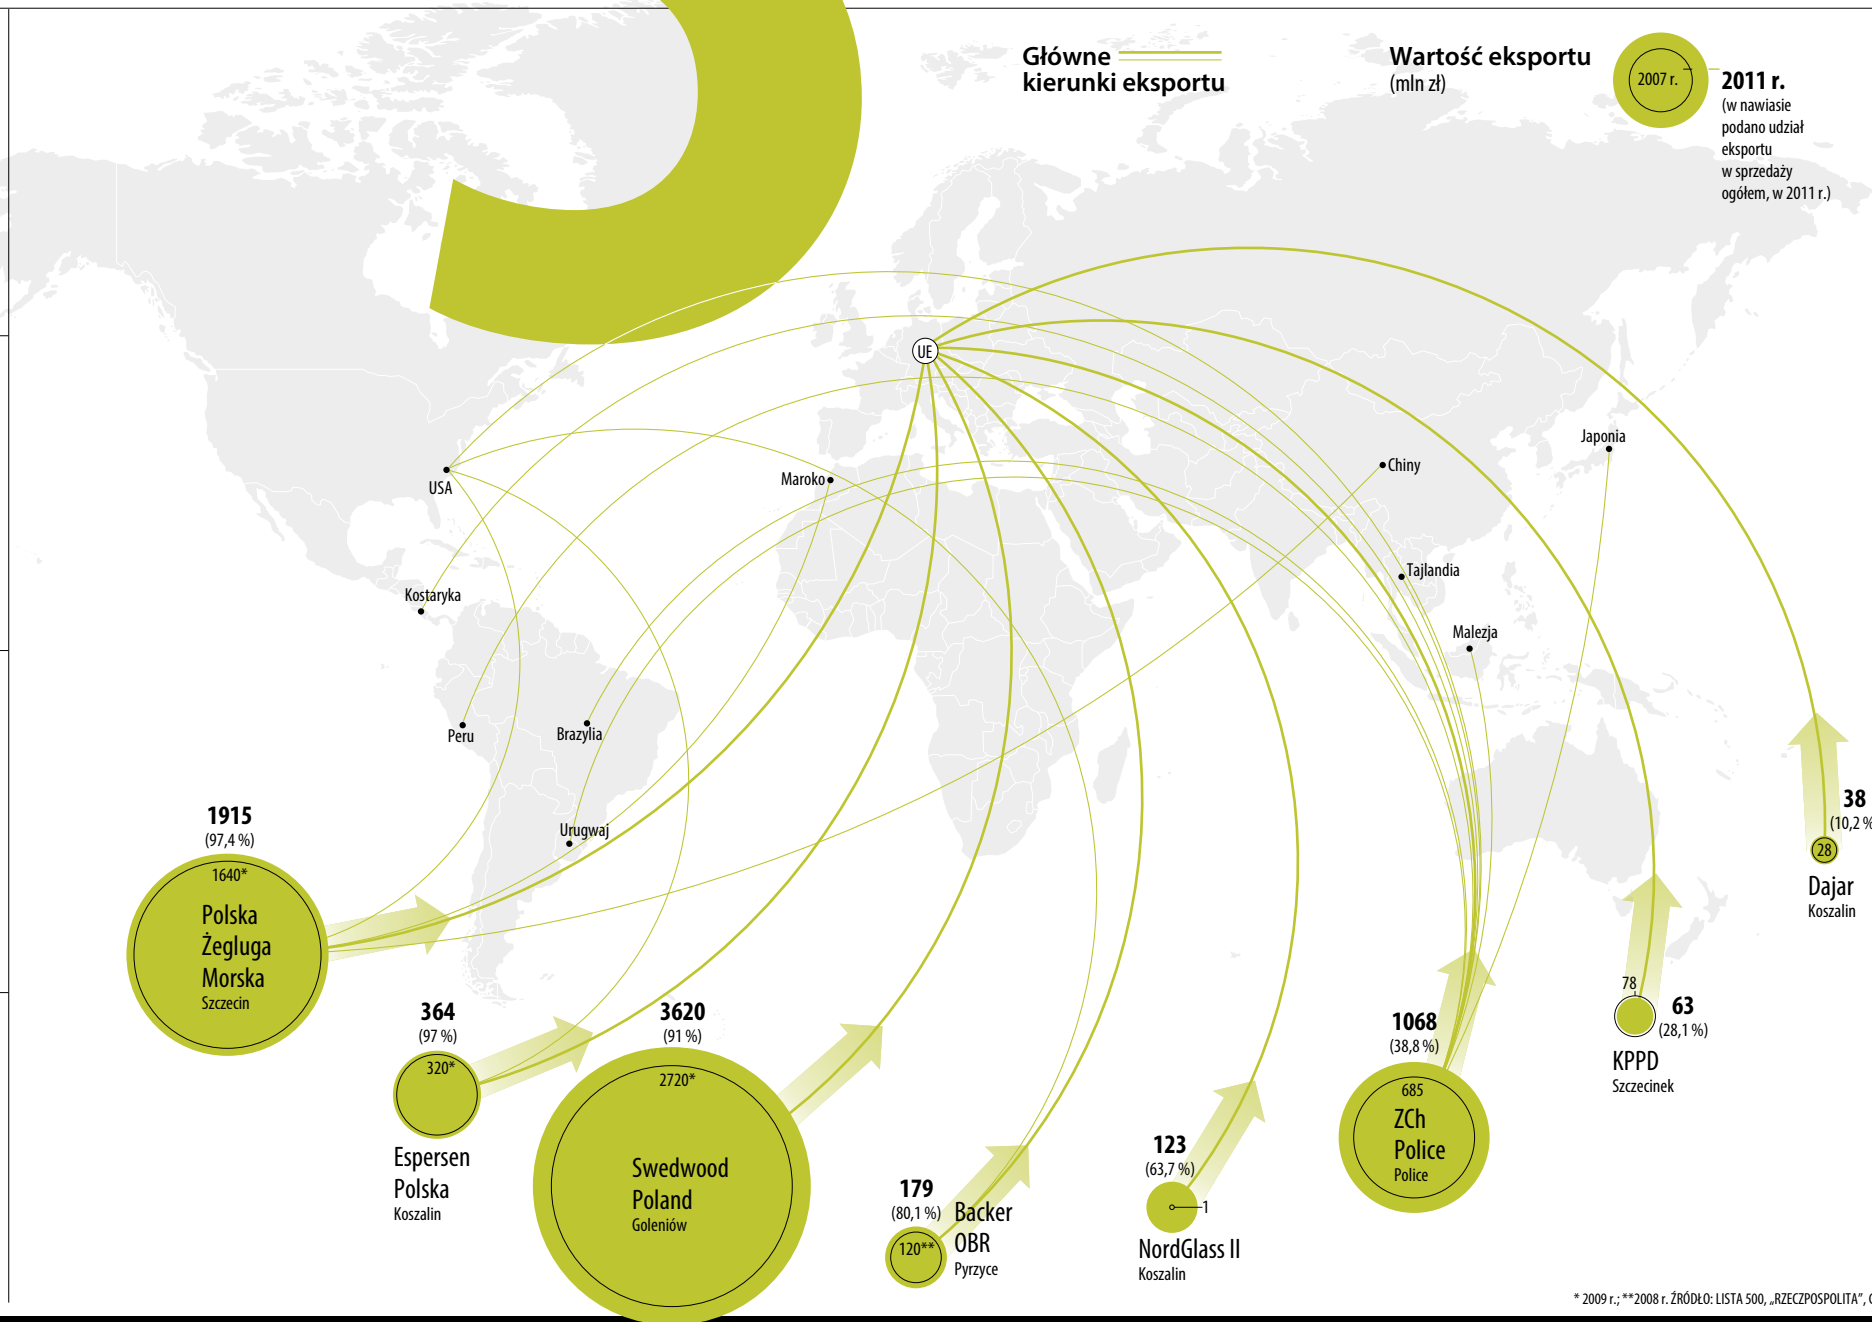 Główne
kierunki eksportu
Wartość eksportu
(mln zł)
2007 r.
2011 r.
(w nawiasie
podano udział
eksportu
w sprzedaży
ogółem, w 2011 r.)
UE
USA
Maroko
Chiny
Japonia
Kostaryka
Tajlandia
Malezja
Peru
Brazylia
Urugwaj
1915
(97,4 %)
1640*
Polska
Żegluga
Morska
Szczecin
364
(97 %)
320*
Espersen
Polska
Koszalin
3620
(91 %)
2720*
Swedwood
Poland
Goleniów
179
(80,1 %)
120**
Backer
OBR
Pyrzyce
123
(63,7 %)
1
NordGlass II
Koszalin
1068
(38,8 %)
685
ZCh
Police
Police
78
63
(28,1 %)
KPPD
Szczecinek
38
(10,2 %
28
Dajar
Koszalin
* 2009 r.; **2008 r. ŹRÓDŁO: LISTA 500, „RZECZPOSPOLITA”,